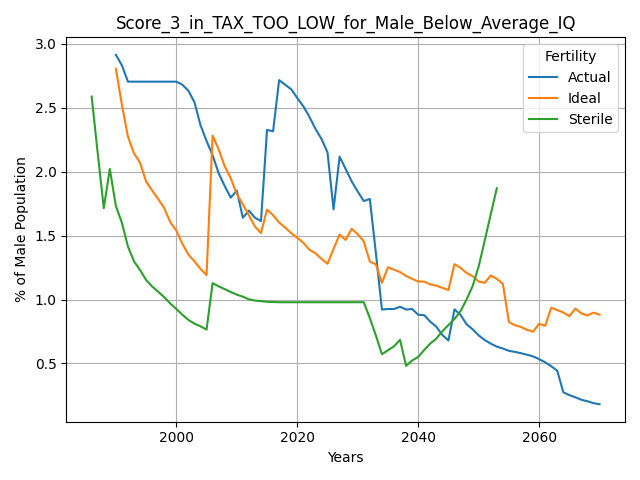 Score_3_in_TAX_TOO_LOW_for_Male_Below_Average_IQ
3.0
2.5
2.0
1.5
1.0
0.5
% of Male Population
Fertility
Actual
Ideal
Sterile
2000 2020 2040 2060
Years